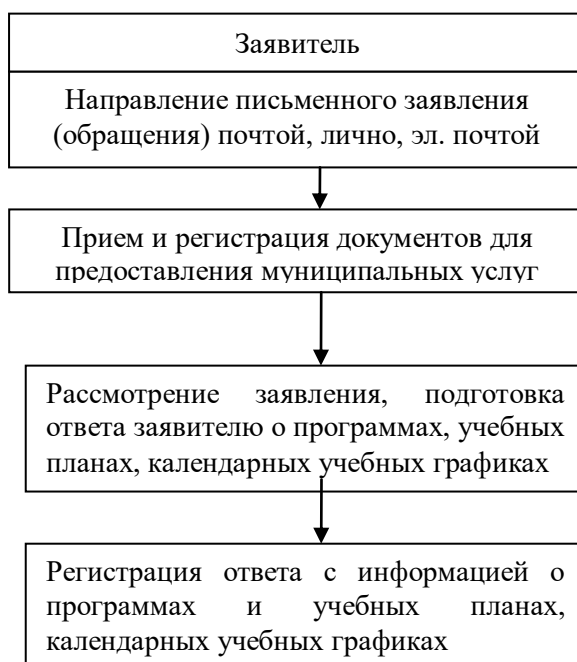 Заявитель
Направление письменного заявления
(обращения) почтой, лично, эл. почтой
Прием и регистрация документов для
предоставления муниципальных услуг
Рассмотрение заявления, подготовка
ответа заявителю о программах, учебных
планах, календарных учебных графиках
Регистрация ответа с информацией о
программах и учебных планах,
календарных учебных графиках